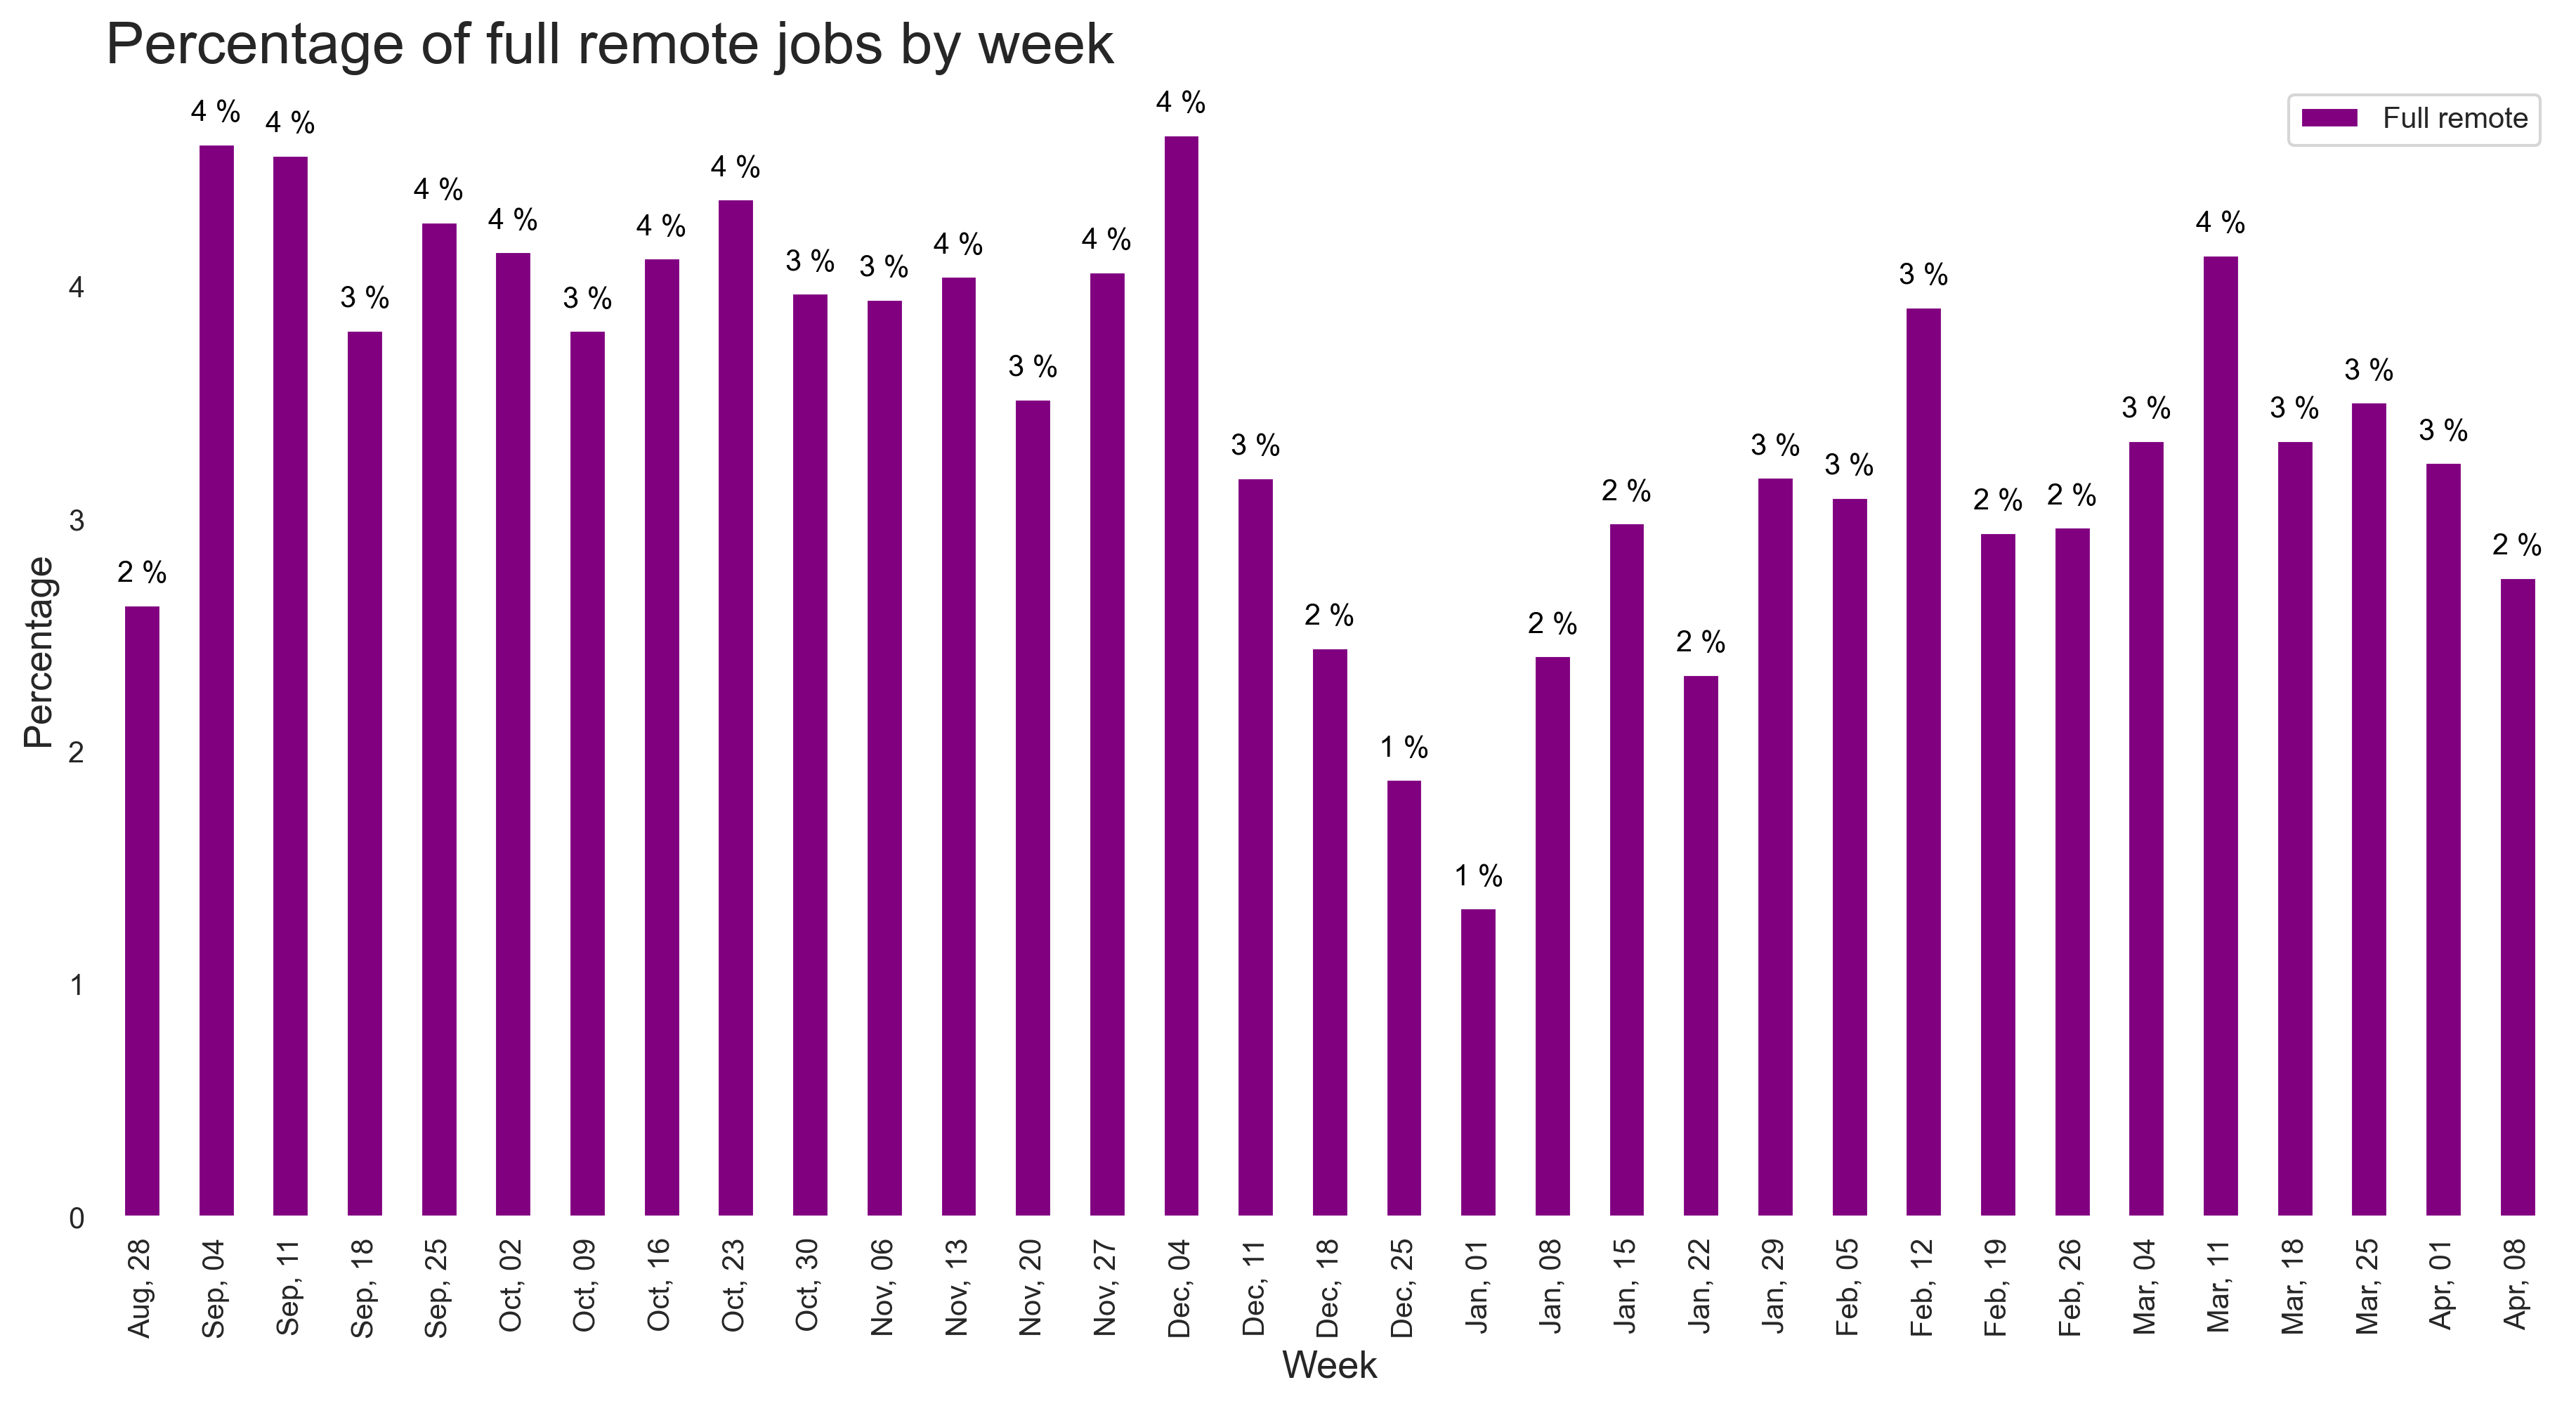 Percentage of full remote jobs by week
Full remote
4 %
4 %
4 %
4 %
4 %
4 %
4 %
4 %
3 %
3 %
3 %
3 %
4 %
4 %
3 %
2 %
3 %
2 %
1 %
1 %
2 %
2 %
2 %
3 %
3 %
3 %
2 %
2 %
3 %
4 %
3 %
3 %
3 %
2 %
Percentage
4
3
2
1
0
Aug, 28
Sep, 04
Sep, 11
Sep, 18
Sep, 25
Oct, 02
Oct, 09
Oct, 16
Oct, 23
Oct, 30
Nov, 06
Nov, 13
Nov, 20
Nov, 27
Dec, 04
Dec, 11
Dec, 18
Dec, 25
Jan, 01
Jan, 08
Jan, 15
Jan, 22
Jan, 29
Feb, 05
Feb, 12
Feb, 19
Feb, 26
Mar, 04
Mar, 11
Mar, 18
Mar, 25
Apr, 01
Apr, 08
Week